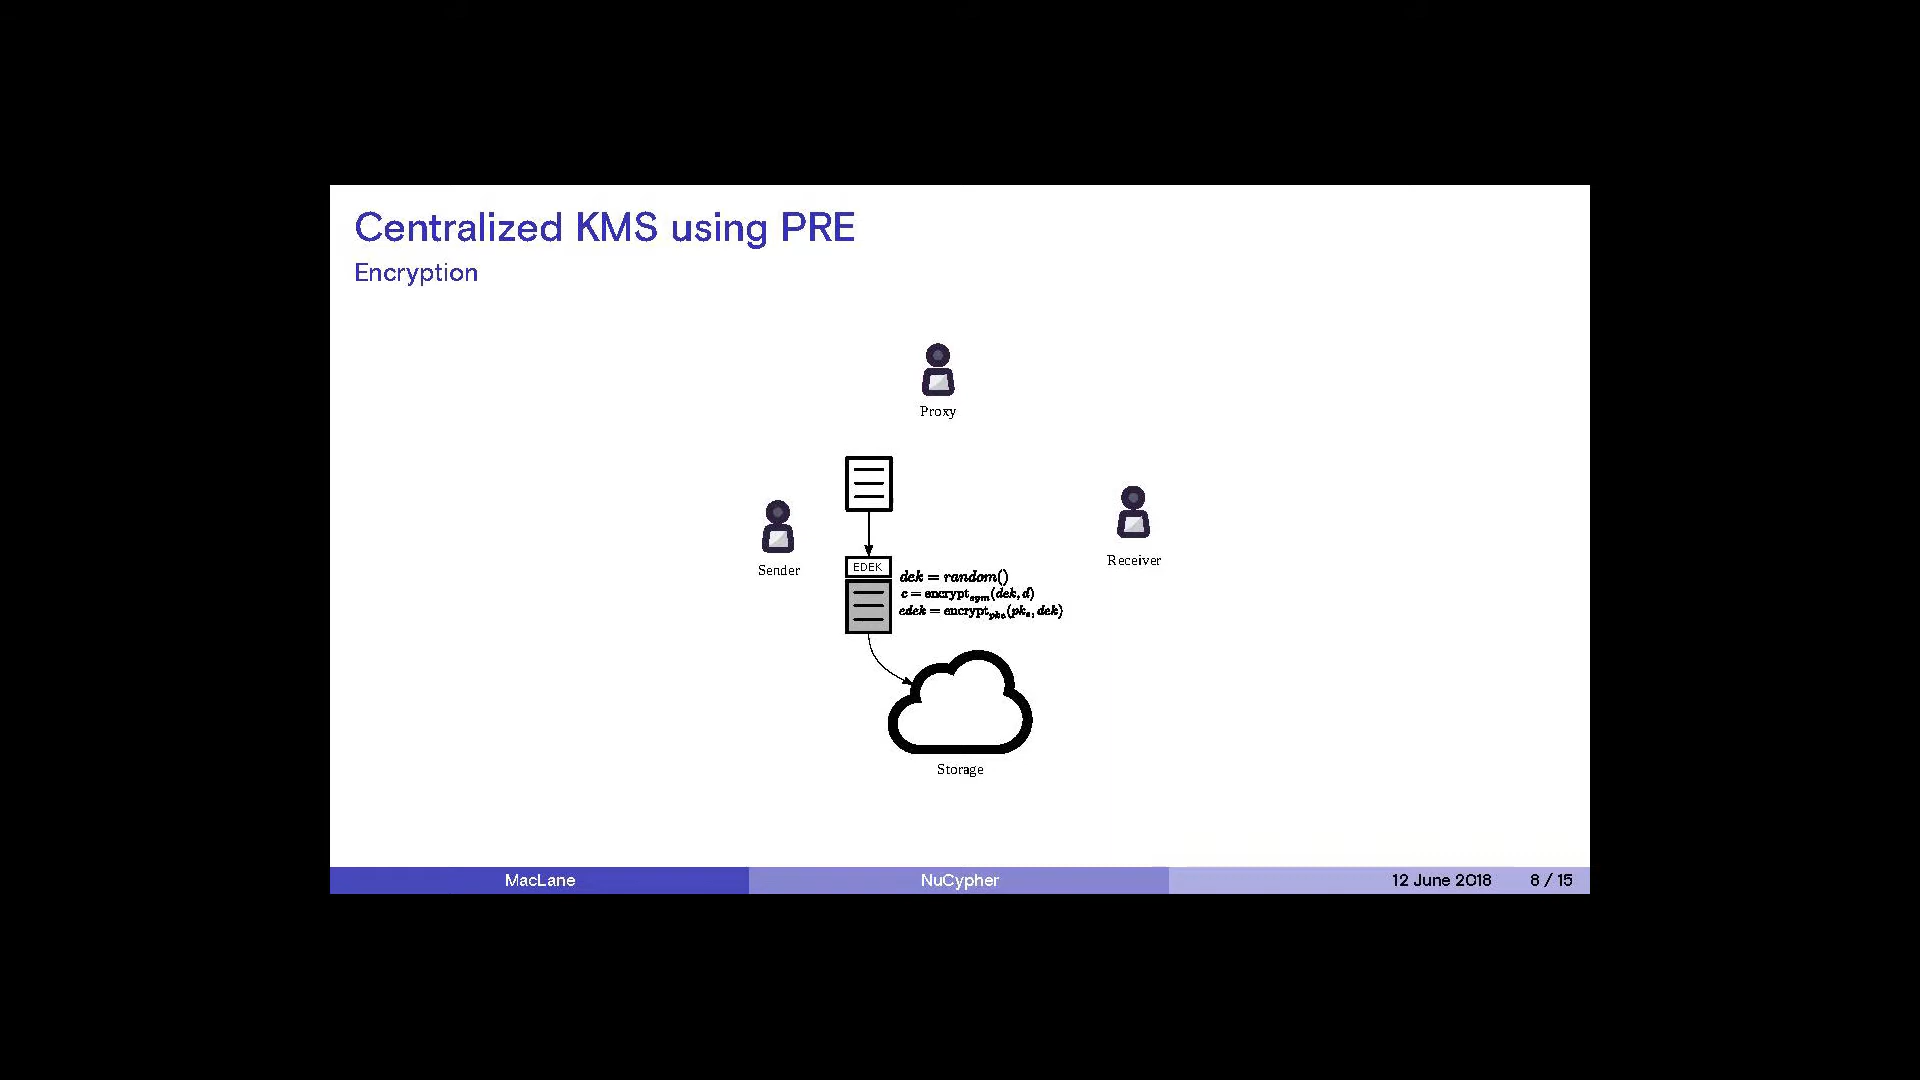 Centralized KMS using PRE
Encryption
Proxy
Sender
Receiver
EDEK
dek = random()
c = encrypt_sym(dek, d)
edek = encrypt_pke(pk_s, dek)
Storage
MacLane
NuCypher
12 June 2018
8 / 15